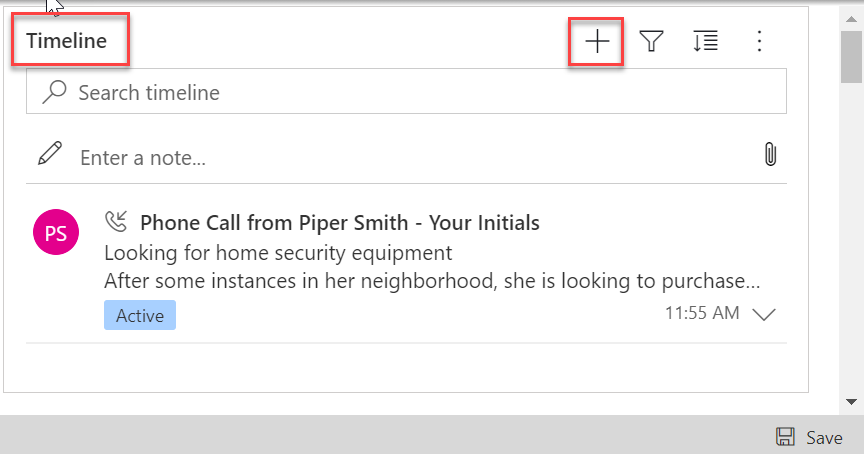 Timeline
Search timeline
Enter a note...
PS
Phone Call from Piper Smith - Your Initials
Looking for home security equipment
After some instances in her neighborhood, she is looking to purchase...
Active
11:55 AM
Save